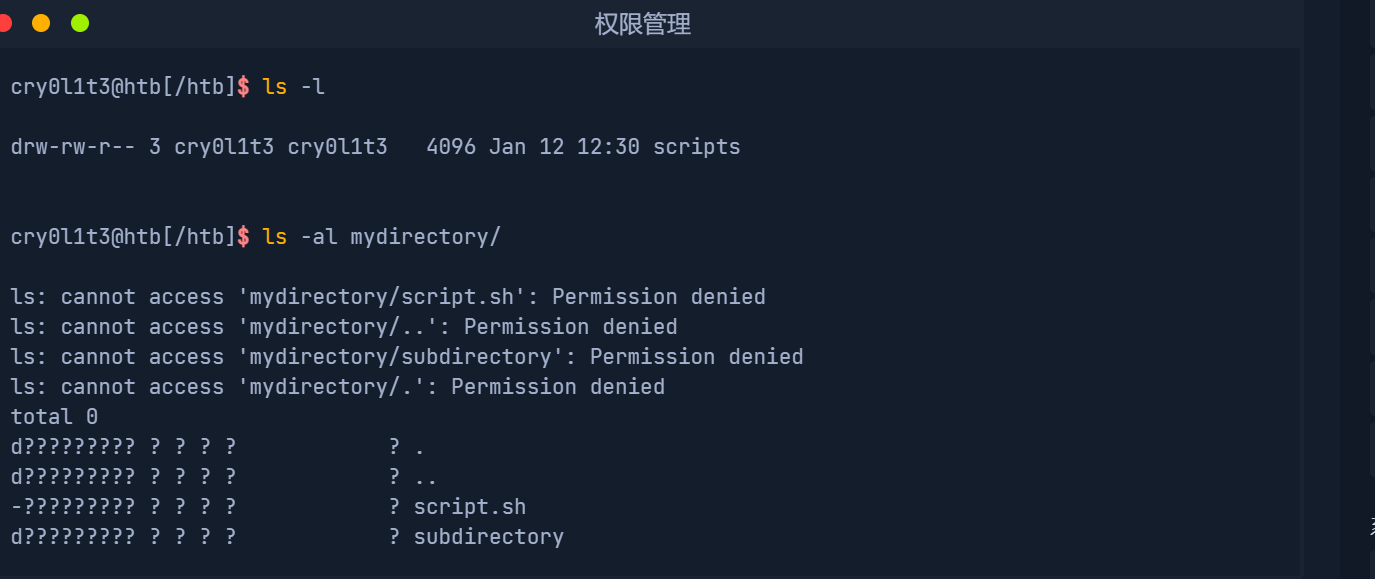 权限管理
cry0l1t3@htb[/htb]$ ls -l
drw-rw-r-- 3 cry0l1t3 cry0l1t3   4096 Jan 12 12:30 scripts
cry0l1t3@htb[/htb]$ ls -al mydirectory/
ls: cannot access 'mydirectory/script.sh': Permission denied
ls: cannot access 'mydirectory/..': Permission denied
ls: cannot access 'mydirectory/subdirectory': Permission denied
ls: cannot access 'mydirectory/.': Permission denied
total 0
d????????? ? ? ? ?            ? .
d????????? ? ? ? ?            ? ..
-????????? ? ? ? ?            ? script.sh
d????????? ? ? ? ?            ? subdirectory